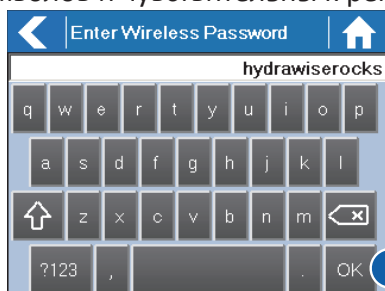 Enter Wireless Password
hydrawiserocks
q w e r t y u i o p
a s d f g h j k l
z x c v b n m
?123 , . OK